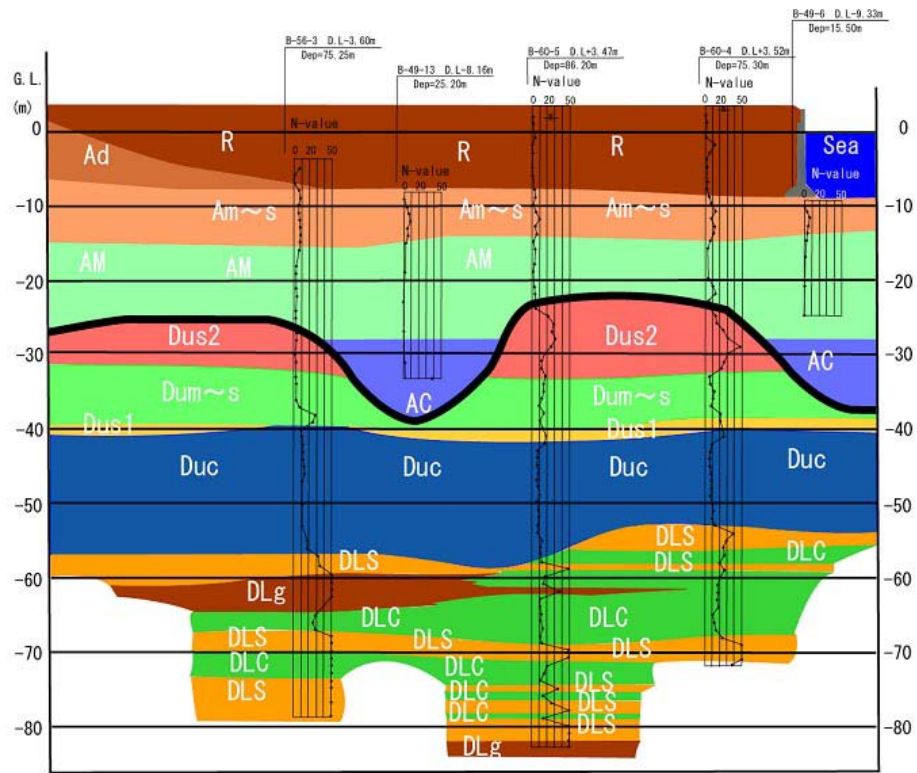 B-49-6 D.L-9.33m
Dep=15.50m
B-56-3 D.L-3.60m
Dep=75.25m
B-60-5 D.L+3.47m
Dep=86.20m
B-60-4 D.L+3.52m
Dep=75.30m
B-49-13 D.L-8.16m
Dep=25.20m
G.L.
(m)
N-value
0 20 50
N-value
0 20 50
N-value
0 20 50
N-value
0 20 50
N-value
0 20 50
0
-10
-20
-30
-40
-50
-60
-70
-80
0
-10
-20
-30
-40
-50
-60
-70
-80
Ad R R R Sea
Am~s Am~s Am~s
AM AM AM
Dus2 Dus2 AC
Dum~s AC Dum~s
Dus1 Dus1
Duc Duc Duc Duc
DLS DLS DLC
DLS
DLg
DLC DLC
DLS DLS DLS
DLC DLC
DLS DLC DLS
DLS
DLC DLS
DLg